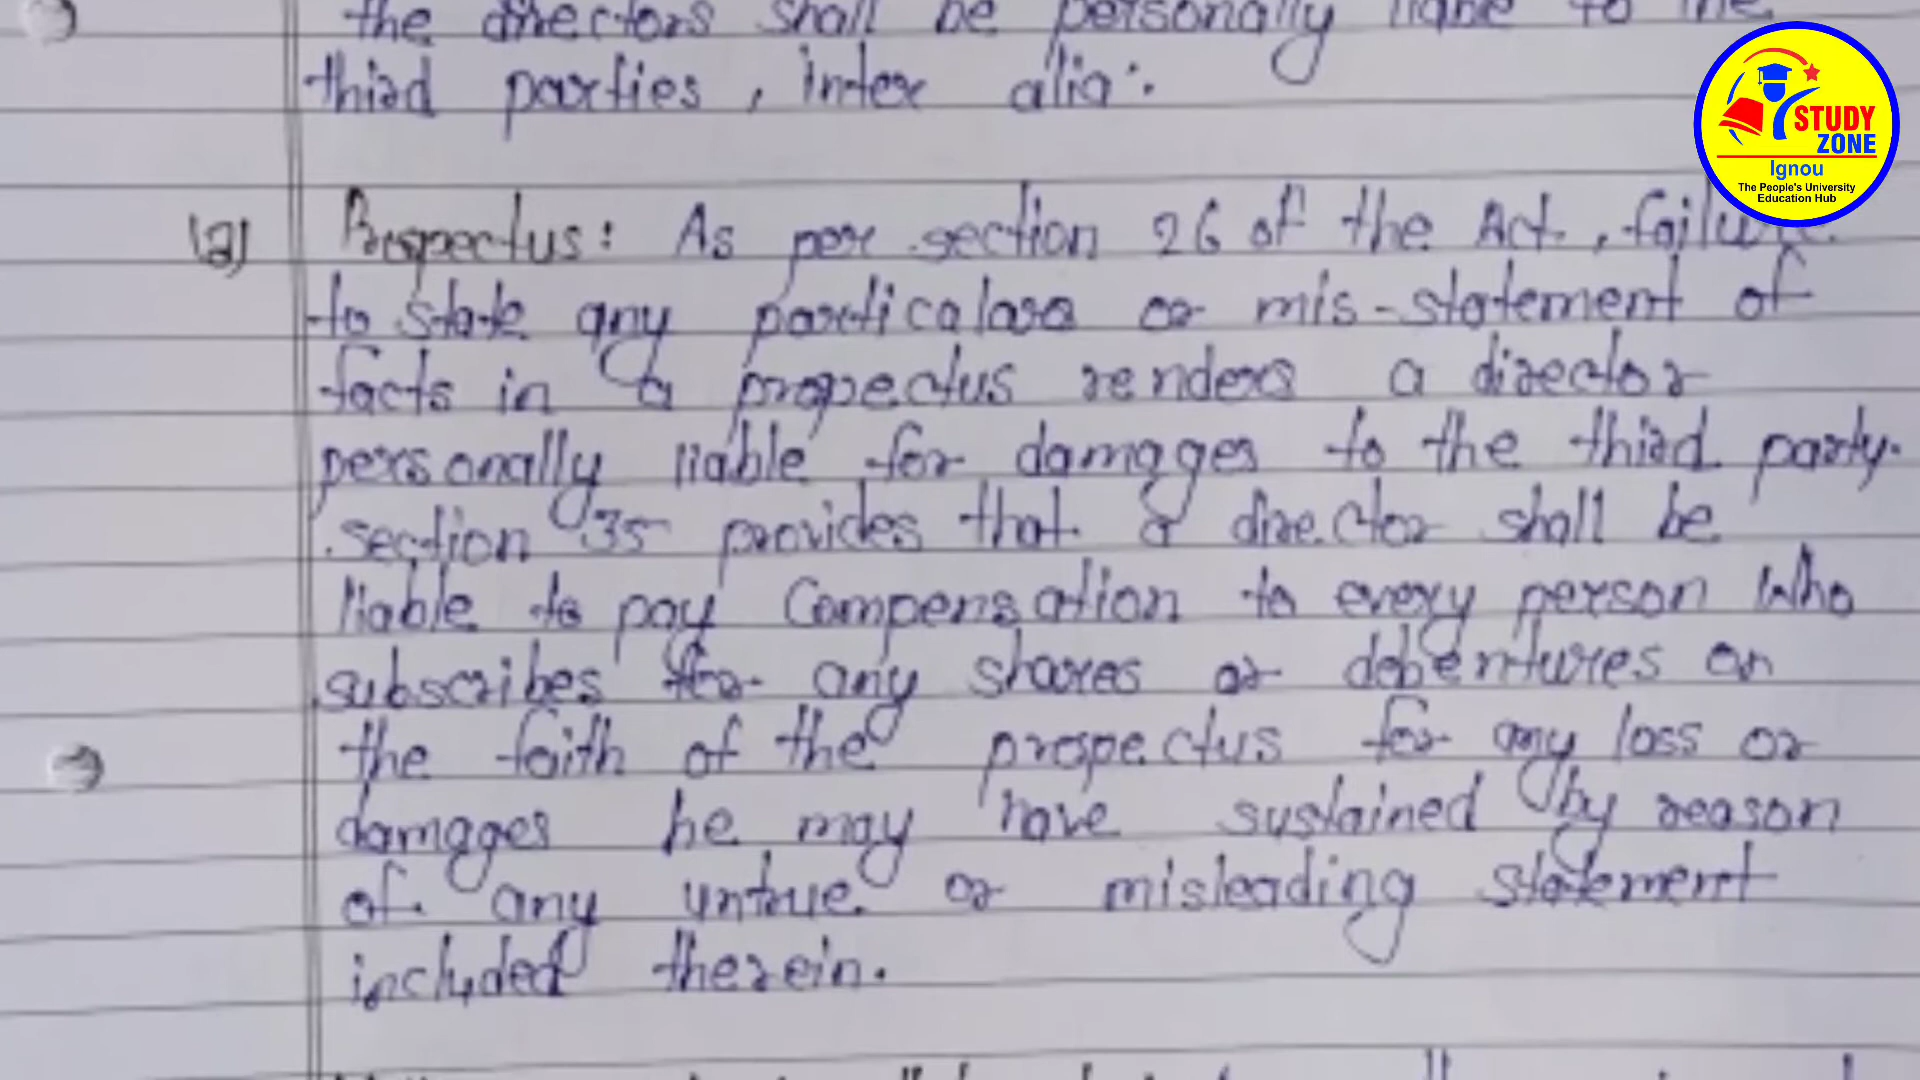 the directors shall be personally liable to the
third parties, inter alia:
(a) Prospectus: As per section 26 of the Act, failure
to state any particalars or mis-statement of
facts in a propectus renders a director
personally liable for damages to the third party.
section 35 provides that a director shall be
liable to pay Compensation to every person who
subscribes for any shares or debentures on
the faith of the prospectus for any loss or
damages he may have sustained by reason
of any untrue or misleading statement
included therein.
STUDY
ZONE
Ignou
The People's University
Education Hub